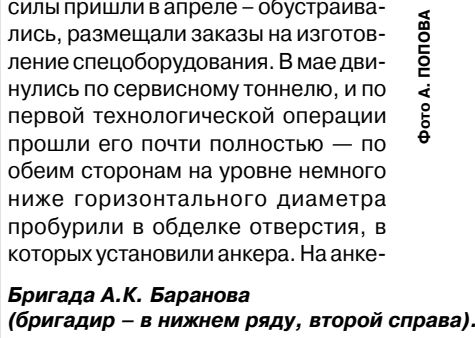 силы пришли в апреле – обустраива-
лись, размещали заказы на изготов-
ление спецоборудования. В мае дви-
нулись по сервисному тоннелю, и по
первой технологической операции
прошли его почти полностью — по
обеим сторонам на уровне немного
ниже горизонтального диаметра
пробурили в обделке отверстия, в
которых установили анкера. На анке-
Фото А. ПОПОВА
Бригада А.К. Баранова
(бригадир – в нижнем ряду, второй справа).